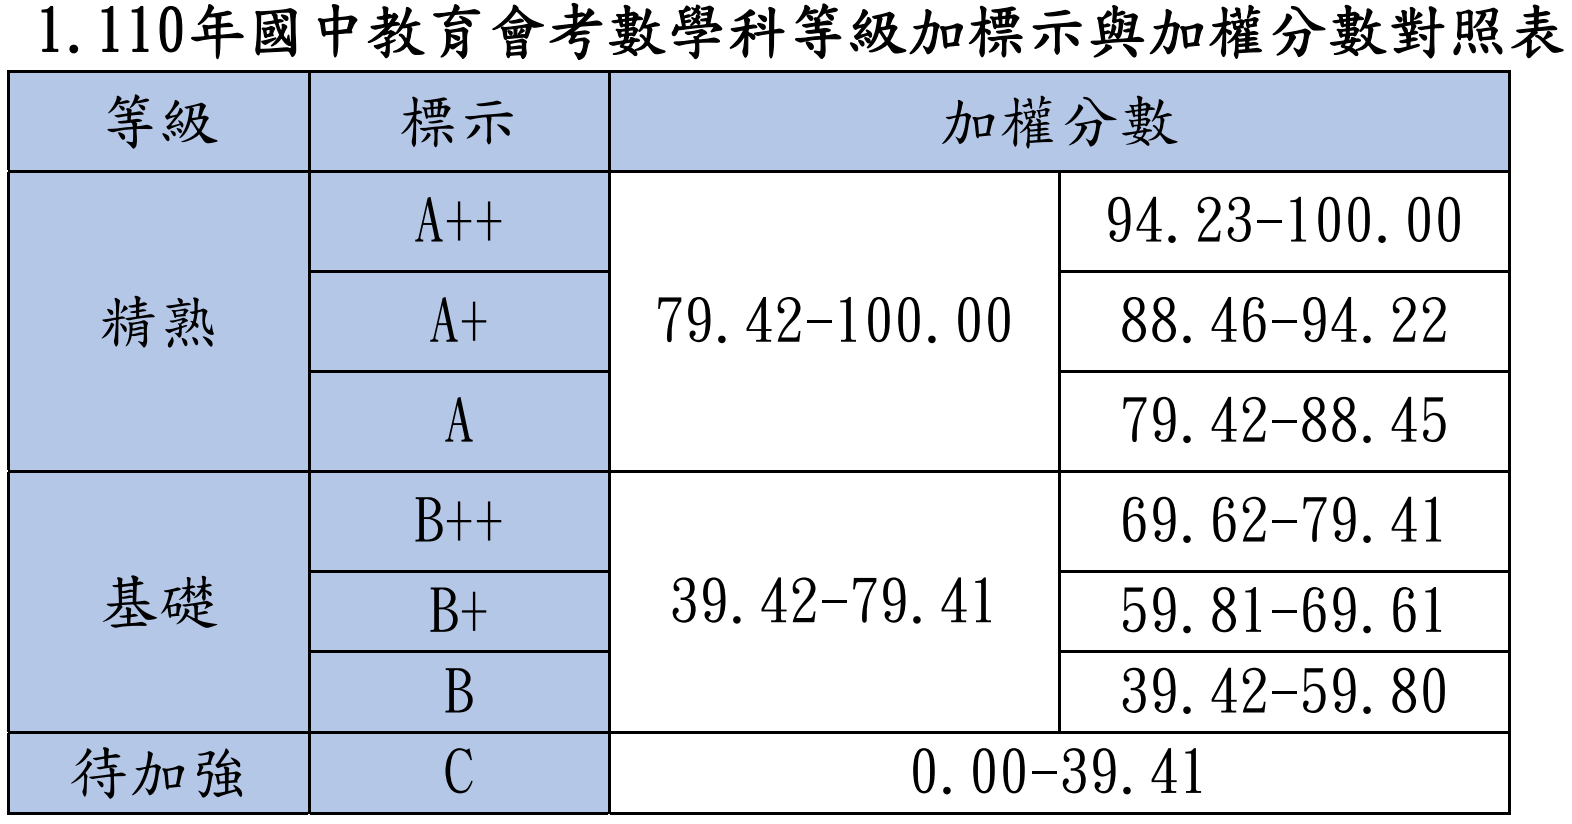 1.110年國中教育會考數學科等級加標示與加權分數對照表
等級 標示 加權分數
精熟 A++ 79.42-100.00 94.23-100.00
A+ 88.46-94.22
A 79.42-88.45
基礎 B++ 39.42-79.41 69.62-79.41
B+ 59.81-69.61
B 39.42-59.80
待加強 C 0.00-39.41